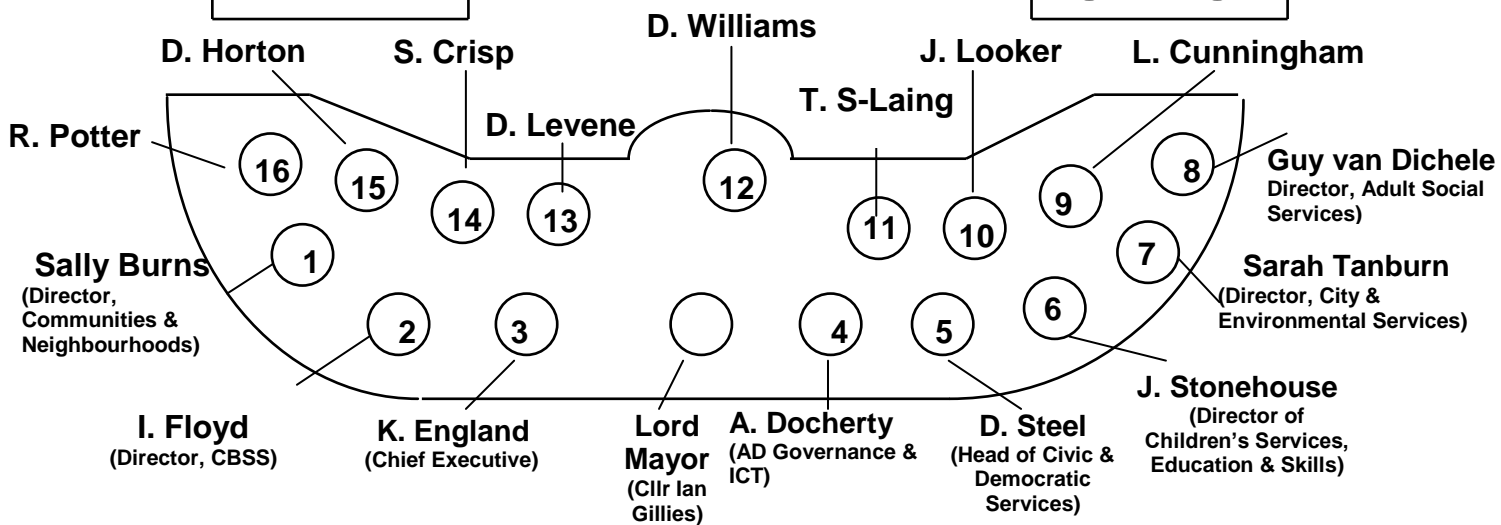 D. Williams
D. Horton
S. Crisp
J. Looker
L. Cunningham
T. S-Laing
D. Levene
R. Potter
16
15
14
13
12
11
10
9
8
Guy van Dichele
Director, Adult Social
Services)
1
7
Sally Burns
(Director,
Communities &
Neighbourhoods)
Sarah Tanburn
(Director, City &
Environmental Services)
2
3
4
5
6
I. Floyd
(Director, CBSS)
K. England
(Chief Executive)
Lord
Mayor
(Cllr Ian
Gillies)
A. Docherty
(AD Governance &
ICT)
D. Steel
(Head of Civic &
Democratic
Services)
J. Stonehouse
(Director of
Children's Services,
Education & Skills)